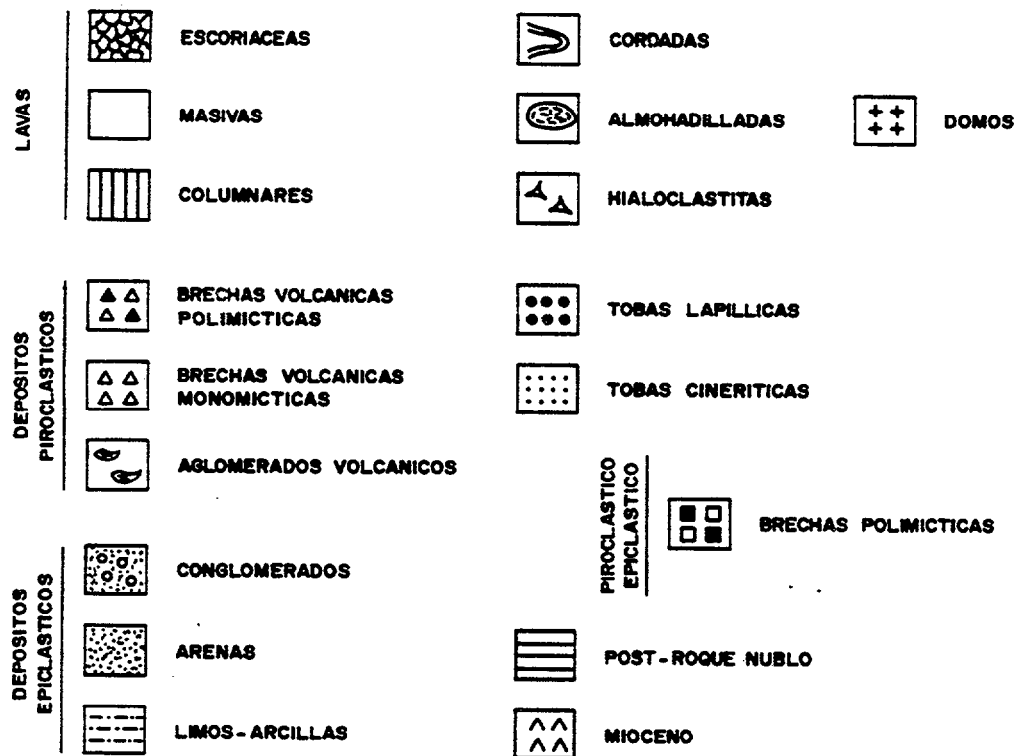 LAVAS
ESCORIACEAS
MASIVAS
COLUMNARES
CORDADAS
ALMOHADILLADAS
HIALOCLASTITAS
DOMOS
DEPOSITOS
PIROCLASTICOS
BRECHAS VOLCANICAS
POLIMICTICAS
BRECHAS VOLCANICAS
MONOMICTICAS
AGLOMERADOS VOLCANICOS
TOBAS LAPILLICAS
TOBAS CINERITICAS
PIROCLASTICO
EPICLASTICO
BRECHAS POLIMICTICAS
DEPOSITOS
EPICLASTICOS
CONGLOMERADOS
ARENAS
LIMOS-ARCILLAS
POST-ROQUE NUBLO
MIOCENO